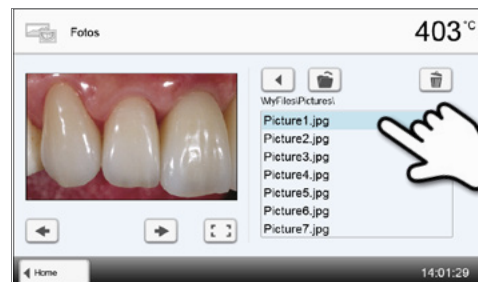 Fotos
403°C
\MyFiles\Pictures\
Picture1.jpg
Picture2.jpg
Picture3.jpg
Picture4.jpg
Picture5.jpg
Picture6.jpg
Picture7.jpg
Home
14:01:29